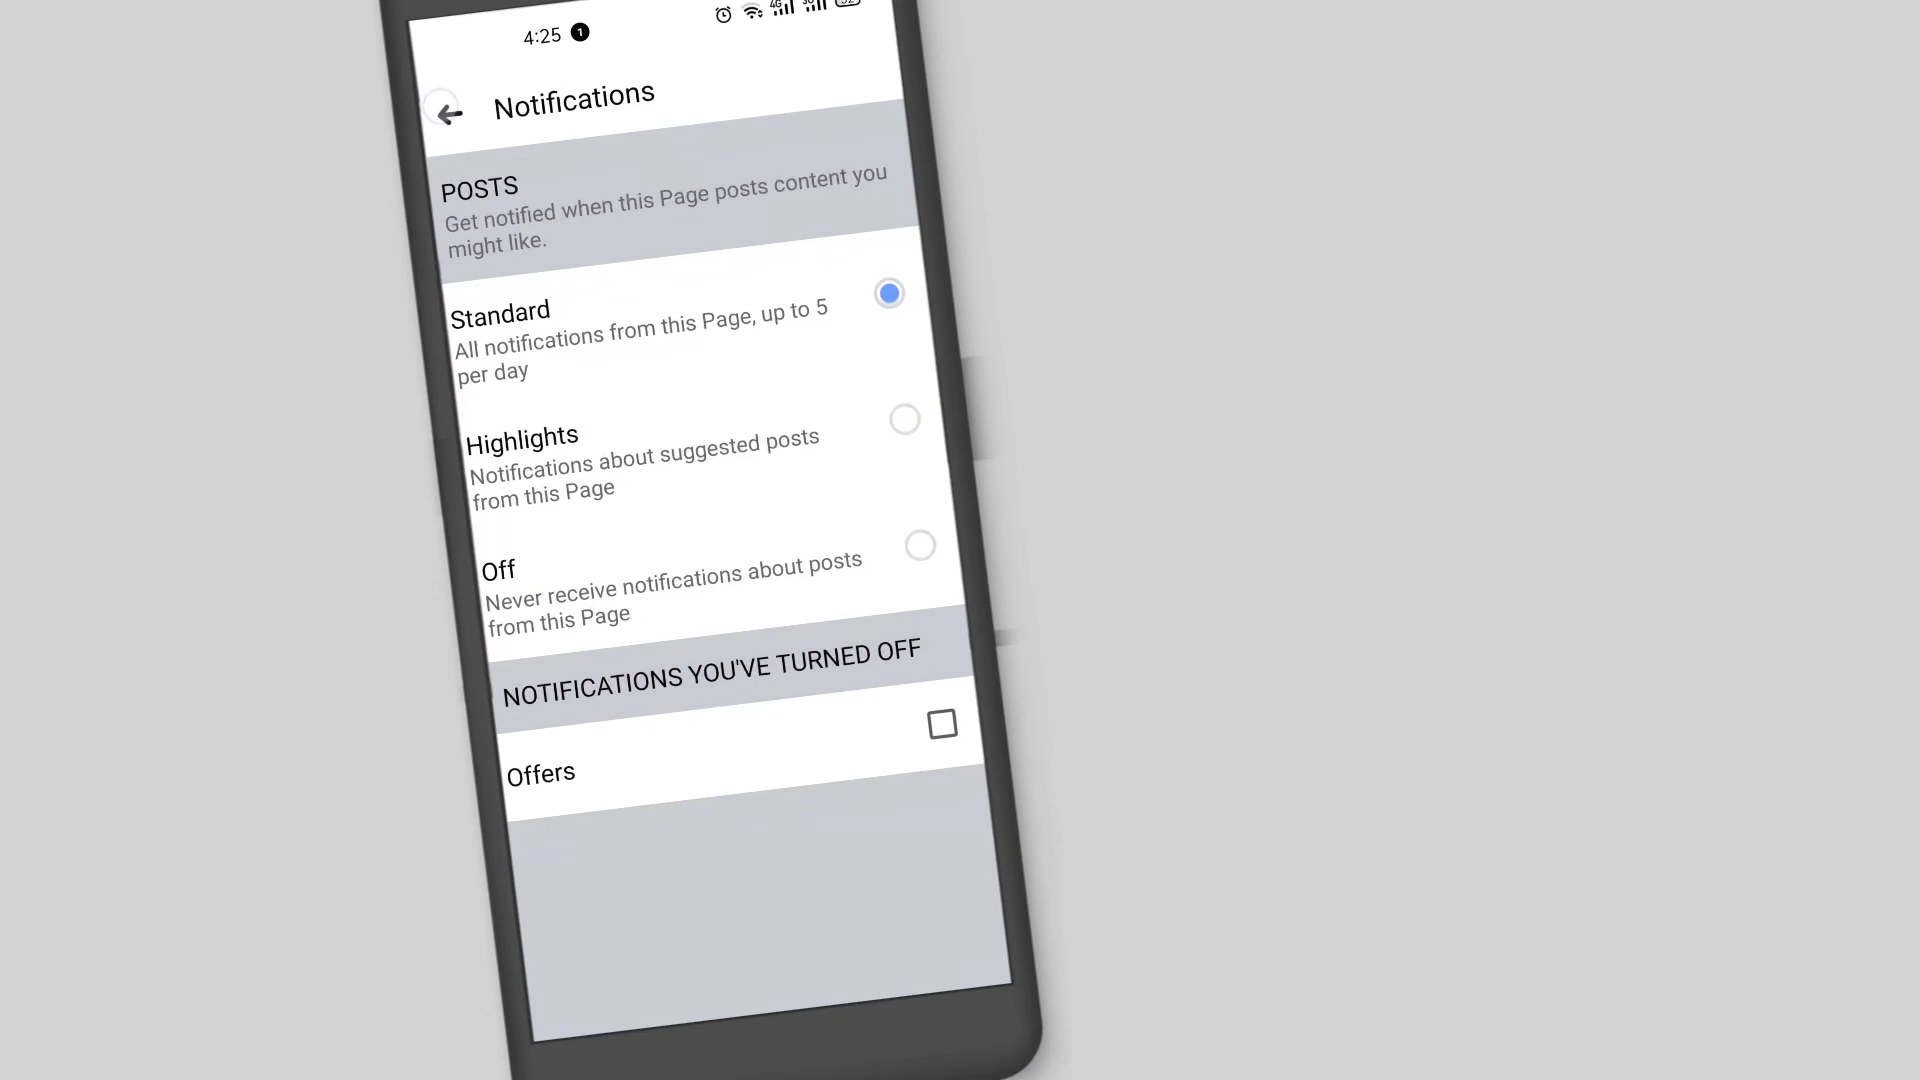 4:25 1
4G
Notifications
POSTS
Get notified when this Page posts content you
might like.
Standard
All notifications from this Page, up to 5
per day
Highlights
Notifications about suggested posts
from this Page
Off
Never receive notifications about posts
from this Page
NOTIFICATIONS YOU'VE TURNED OFF
Offers